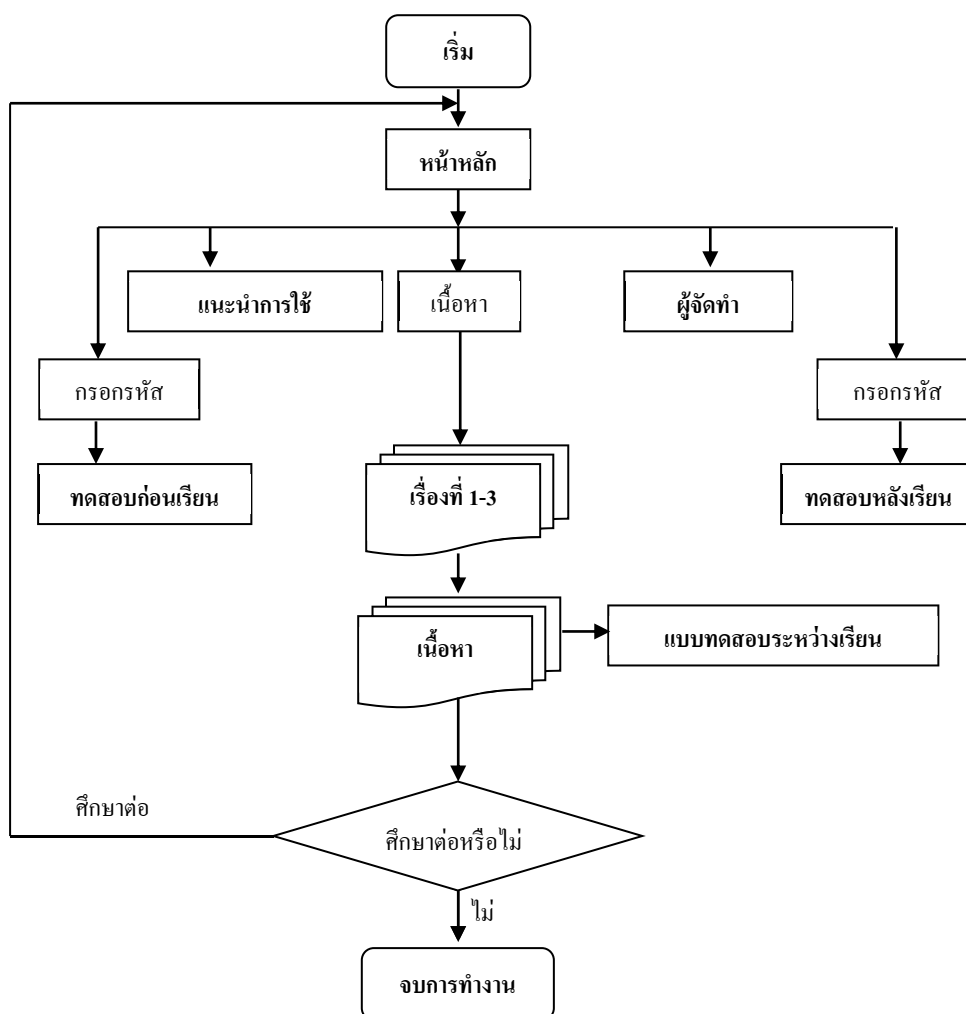 เริ่ม
หน้าหลัก
แนะนำการใช้
เนื้อหา
ผู้จัดทำ
กรอกรหัส
กรอกรหัส
ทดสอบก่อนเรียน
เรื่องที่ 1-3
ทดสอบหลังเรียน
เนื้อหา
แบบทดสอบระหว่างเรียน
ศึกษาต่อ
ศึกษาต่อหรือไม่
ไม่
จบการทำงาน